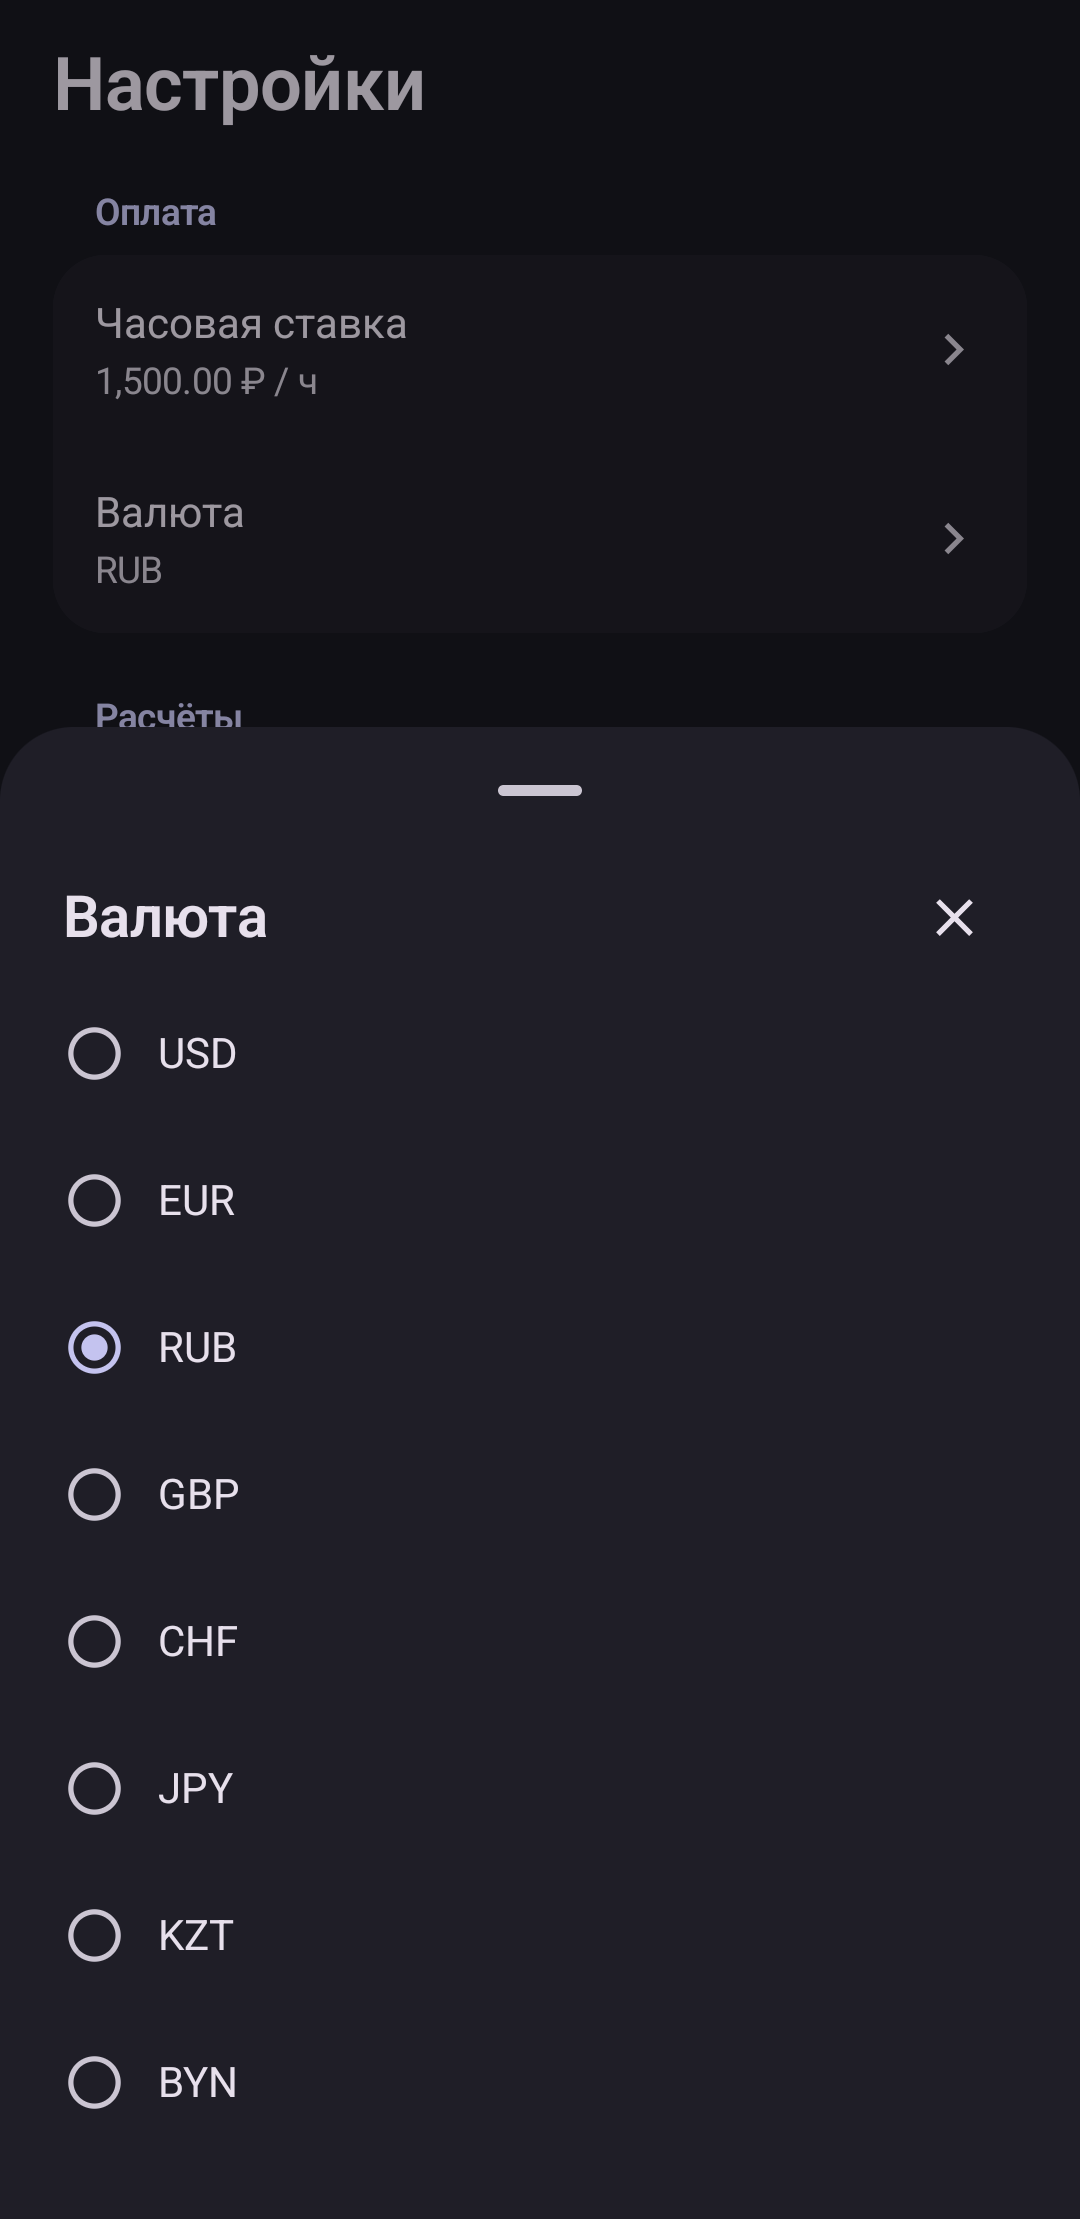 Настройки
Оплата
Часовая ставка
1,500.00 ₽ / ч
Валюта
RUB
Расчёты
Валюта
USD
EUR
RUB
GBP
CHF
JPY
KZT
BYN